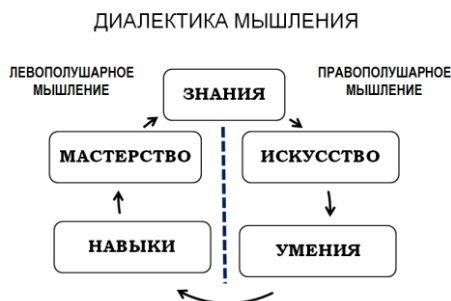 ДИАЛЕКТИКА МЫШЛЕНИЯ
ЛЕВОПОЛУШАРНОЕ
МЫШЛЕНИЕ
ПРАВОПОЛУШАРНОЕ
МЫШЛЕНИЕ
ЗНАНИЯ
МАСТЕРСТВО
ИСКУССТВО
НАВЫКИ
УМЕНИЯ